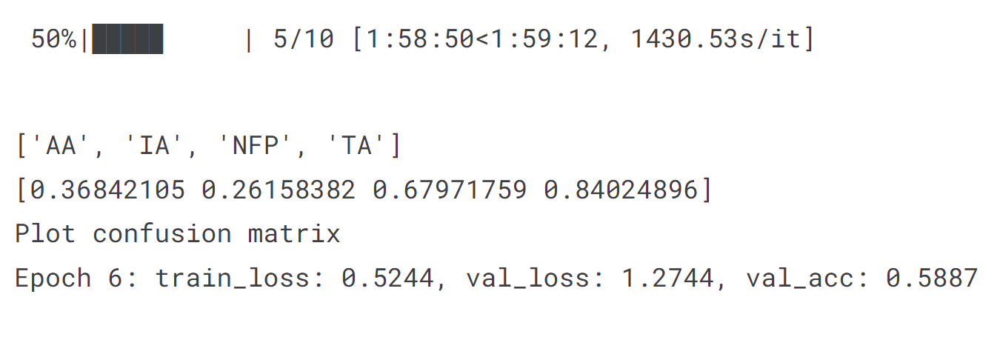 50%|██████     | 5/10 [1:58:50<1:59:12, 1430.53s/it]
['AA', 'IA', 'NFP', 'TA']
[0.36842105 0.26158382 0.67971759 0.84024896]
Plot confusion matrix
Epoch 6: train_loss: 0.5244, val_loss: 1.2744, val_acc: 0.5887